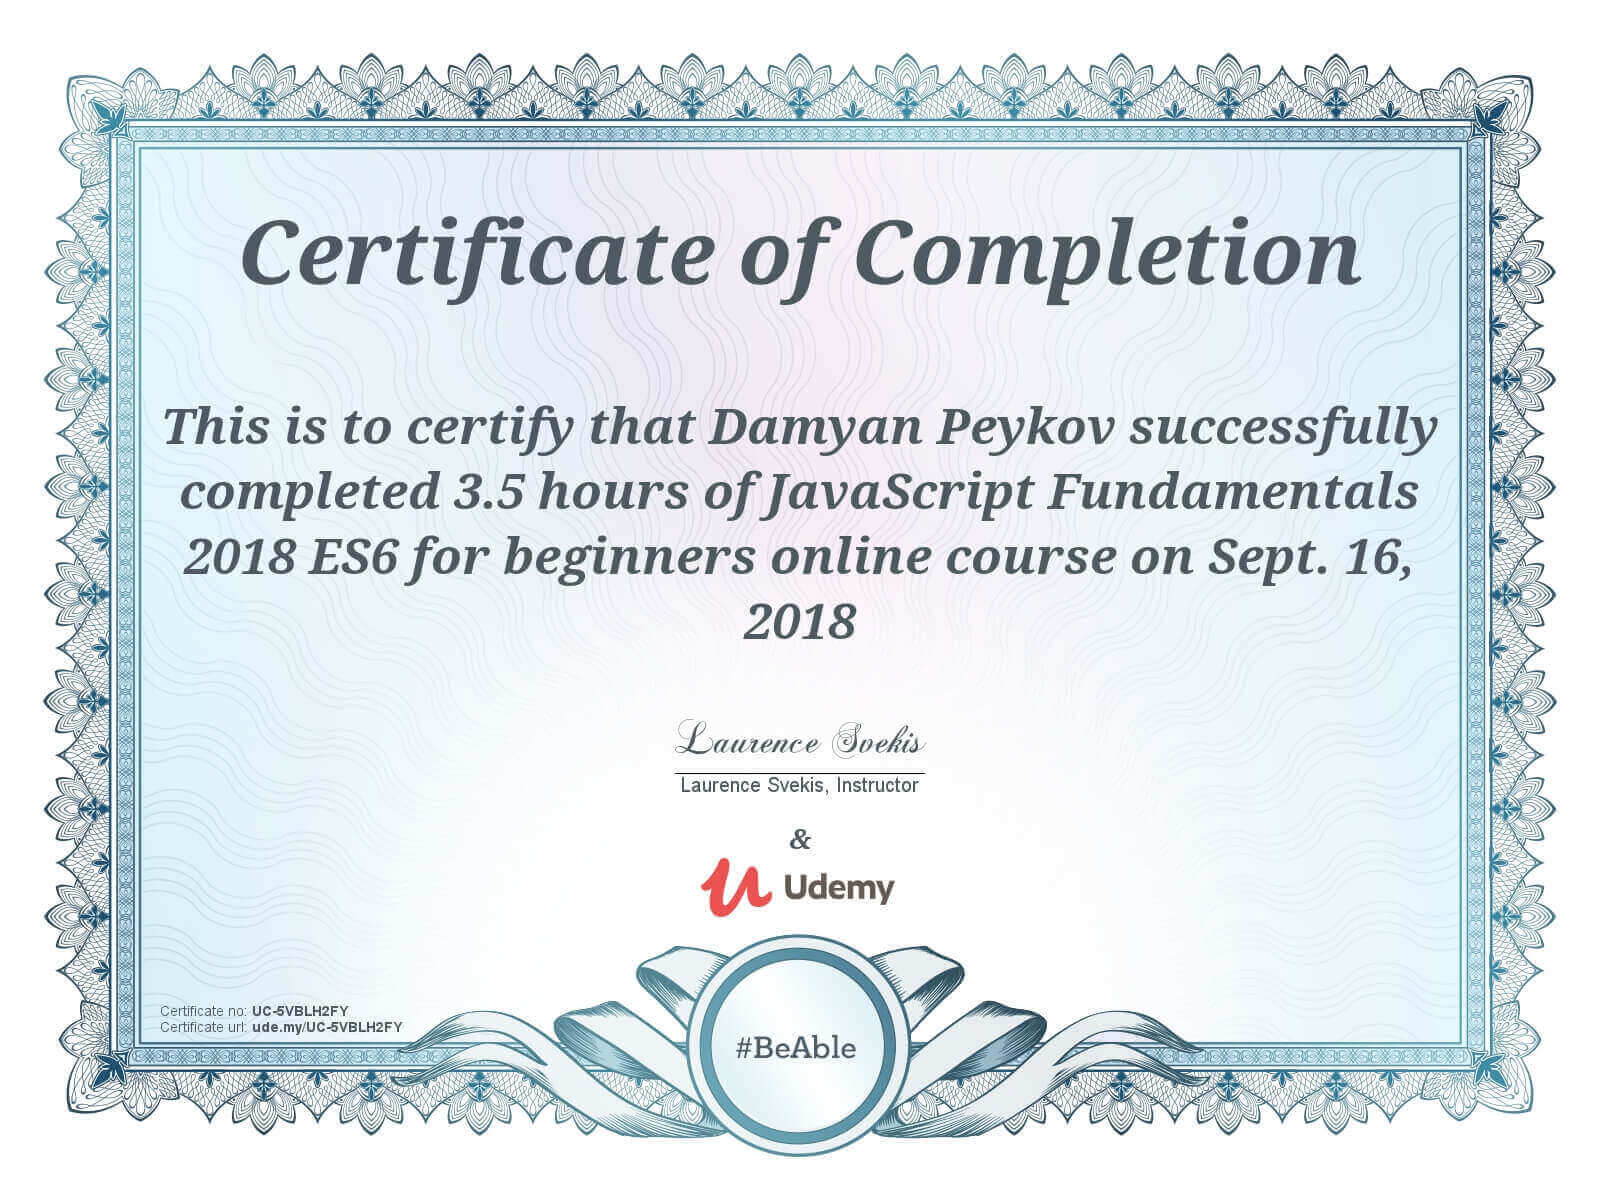 Certificate of Completion
This is to certify that Damyan Peykov successfully
completed 3.5 hours of JavaScript Fundamentals
2018 ES6 for beginners online course on Sept. 16,
2018
Laurence Svekis
Laurence Svekis, Instructor
&
Udemy
Certificate no: UC-5VBLH2FY
Certificate url: ude.my/UC-5VBLH2FY
#BeAble